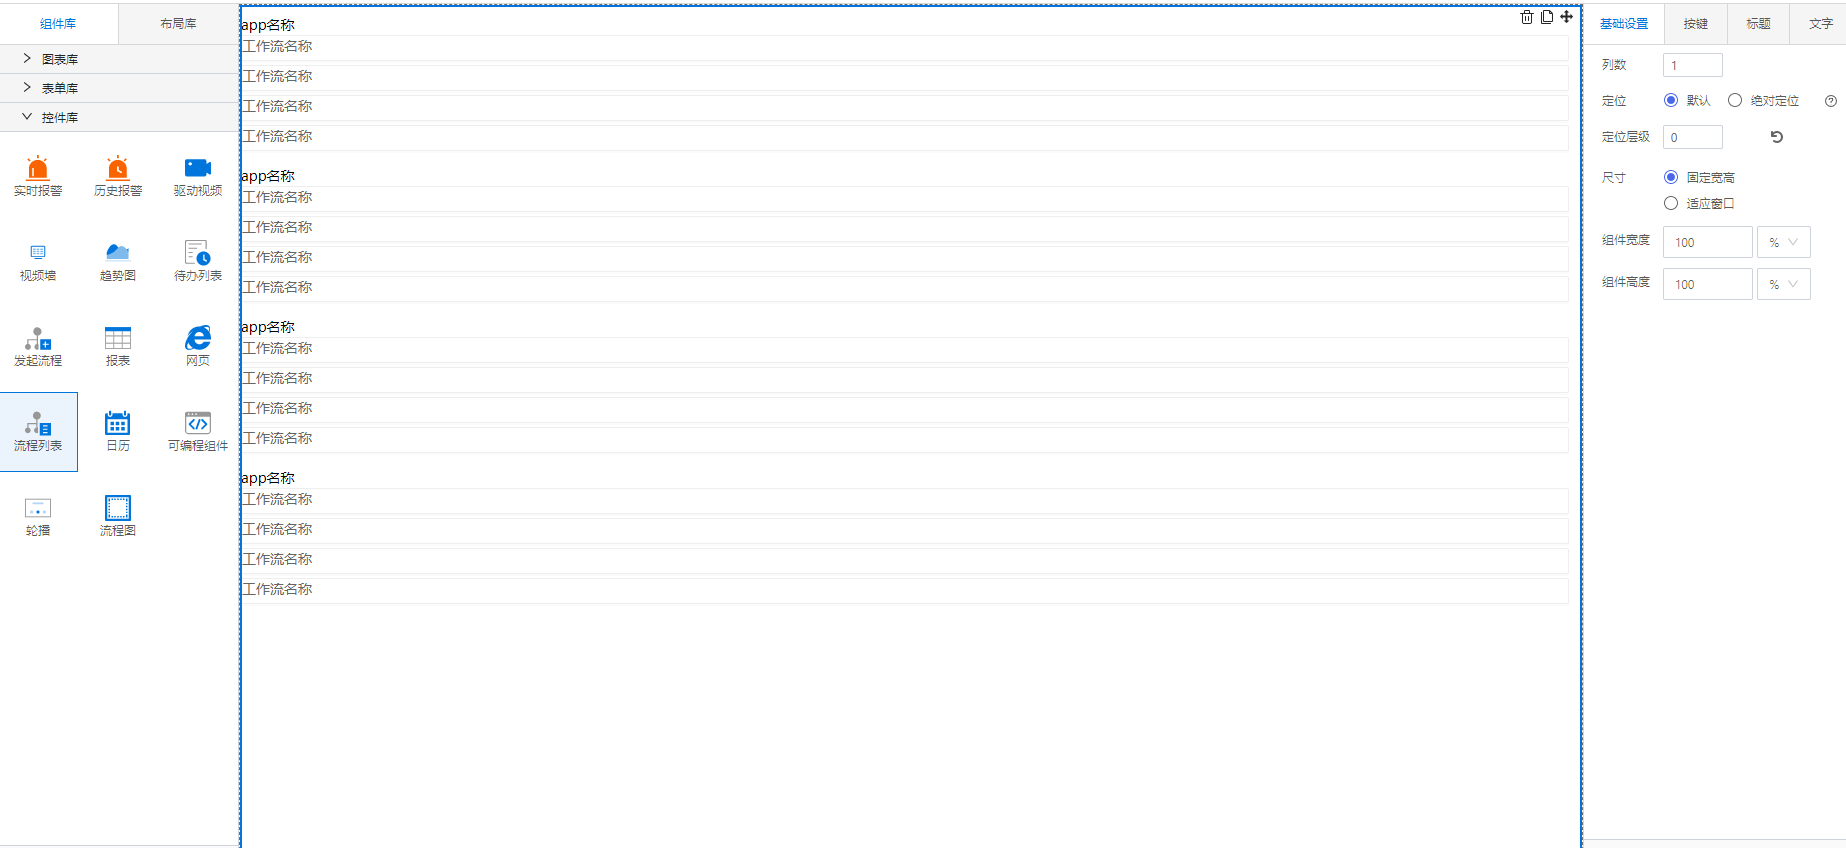 组件库
布局库
图表库
表单库
控件库
实时报警
历史报警
驱动视频
视频墙
趋势图
待办列表
发起流程
报表
网页
流程列表
日历
可编程组件
轮播
流程图
app名称
工作流名称
工作流名称
工作流名称
工作流名称
app名称
工作流名称
工作流名称
工作流名称
工作流名称
app名称
工作流名称
工作流名称
工作流名称
工作流名称
app名称
工作流名称
工作流名称
工作流名称
工作流名称
基础设置
按键
标题
文字
列数
1
定位
默认
绝对定位
定位层级
0
尺寸
固定宽高
适应窗口
组件宽度
100
%
组件高度
100
%